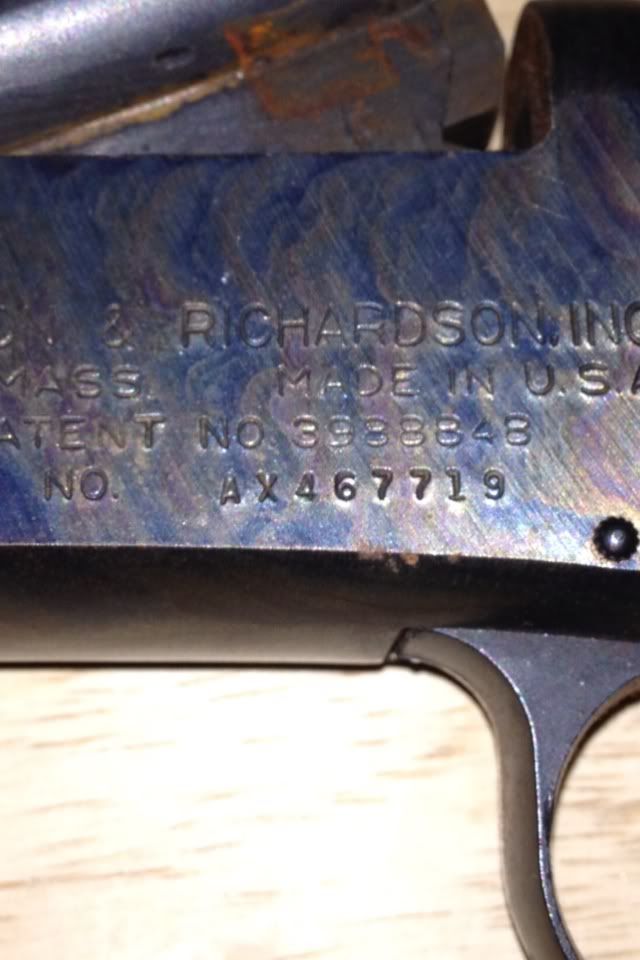 ON & RICHARDSON, INC
MASS. MADE IN U.S.A
ATENT NO. 3988848
NO. AX467719